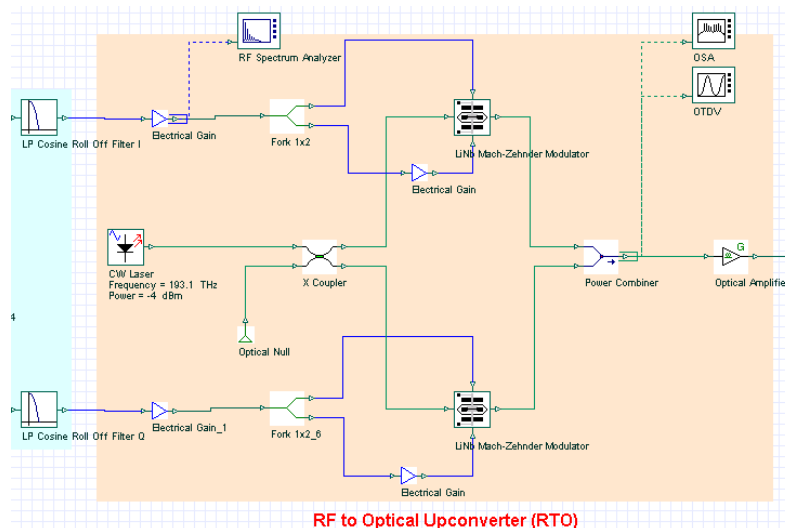 RF Spectrum Analyzer
OSA
OTDV
LP Cosine Roll Off Filter I
Electrical Gain
Fork 1x2
LiNb Mach-Zehnder Modulator
Electrical Gain
CW Laser
Frequency = 193.1 THz
Power = -4 dBm
X Coupler
Power Combiner
G
Optical Amplifie
4
Optical Null
LP Cosine Roll Off Filter Q
Electrical Gain_1
Fork 1x2_6
LiNb Mach-Zehnder Modulator
Electrical Gain
RF to Optical Upconverter (RTO)